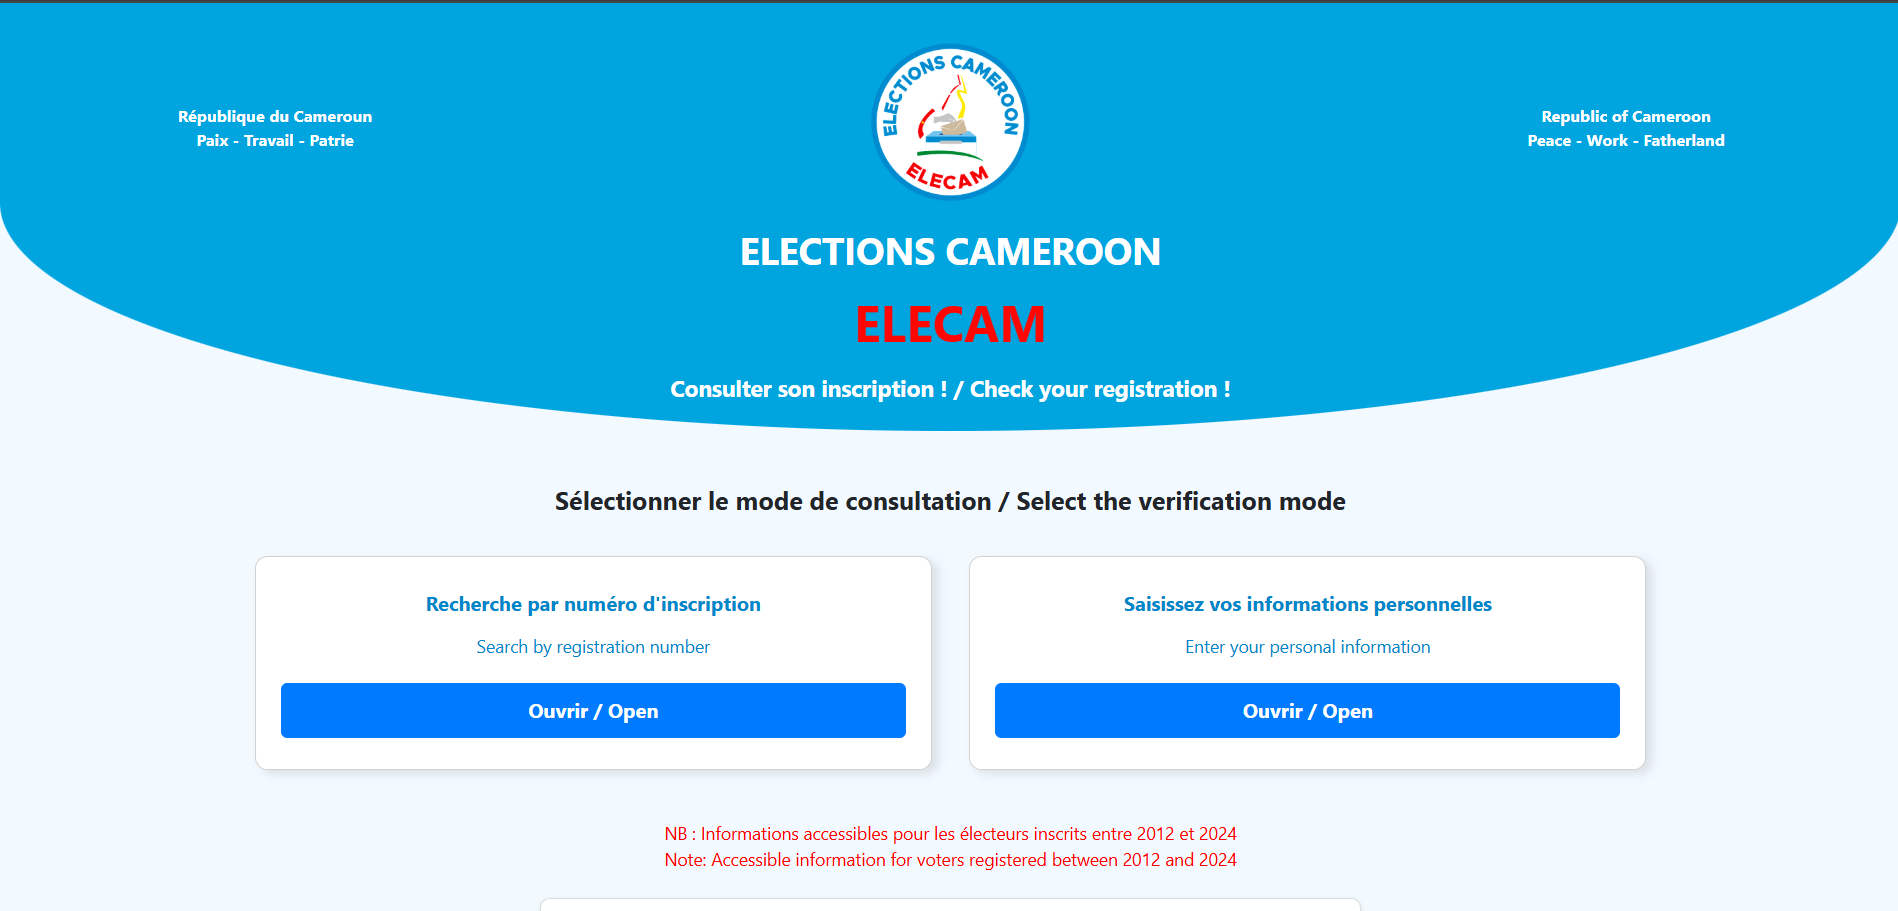 ELECTIONS CAMEROON
ELECAM
République du Cameroun
Paix - Travail - Patrie
Republic of Cameroon
Peace - Work - Fatherland
ELECTIONS CAMEROON
ELECAM
Consulter son inscription ! / Check your registration !
Sélectionner le mode de consultation / Select the verification mode
Recherche par numéro d'inscription
Search by registration number
Ouvrir / Open
Saisissez vos informations personnelles
Enter your personal information
Ouvrir / Open
NB : Informations accessibles pour les électeurs inscrits entre 2012 et 2024
Note: Accessible information for voters registered between 2012 and 2024